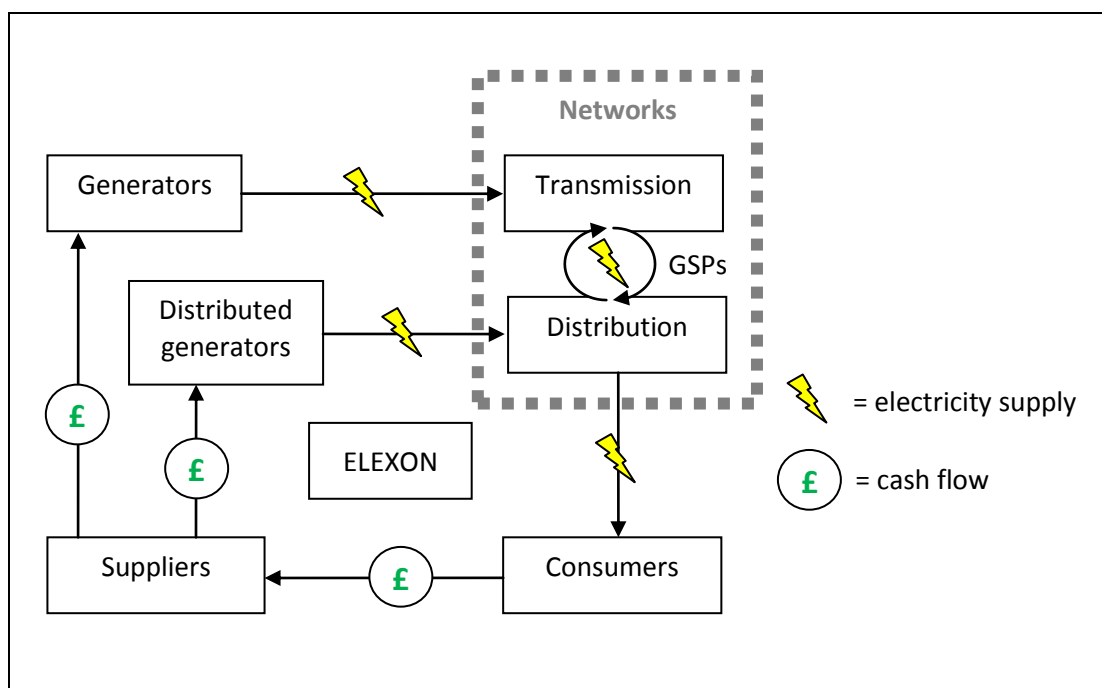 Networks
Generators
Transmission
GSPs
Distributed
generators
Distribution
= electricity supply
£
£
ELEXON
£
= cash flow
Suppliers
£
Consumers